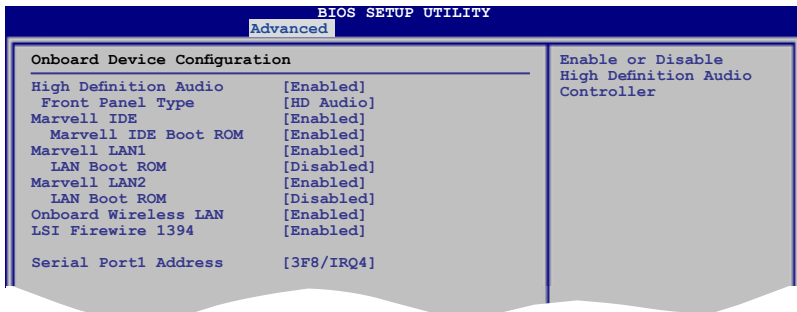 BIOS SETUP UTILITY
Advanced
Onboard Device Configuration
High Definition Audio [Enabled]
Front Panel Type [HD Audio]
Marvell IDE [Enabled]
Marvell IDE Boot ROM [Enabled]
Marvell LAN1 [Enabled]
LAN Boot ROM [Disabled]
Marvell LAN2 [Enabled]
LAN Boot ROM [Disabled]
Onboard Wireless LAN [Enabled]
LSI Firewire 1394 [Enabled]
Serial Port1 Address [3F8/IRQ4]
Enable or Disable
High Definition Audio
Controller